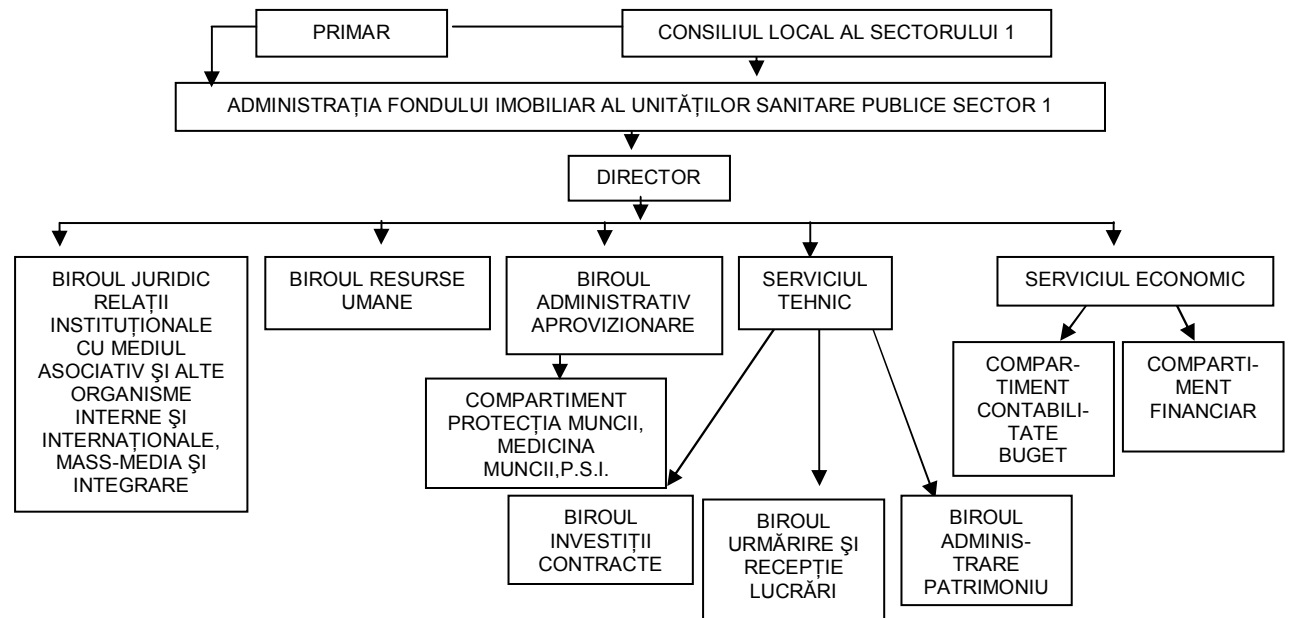 PRIMAR
CONSILIUL LOCAL AL SECTORULUI 1
ADMINISTRAȚIA FONDULUI IMOBILIAR AL UNITĂȚILOR SANITARE PUBLICE SECTOR 1
DIRECTOR
BIROUL JURIDIC
RELAȚII
INSTITUȚIONALE
CU MEDIUL
ASOCIATIV ŞI ALTE
ORGANISME
INTERNE ŞI
INTERNAȚIONALE,
MASS-MEDIA ŞI
INTEGRARE
BIROUL RESURSE
UMANE
BIROUL
ADMINISTRATIV
APROVIZIONARE
SERVICIUL
TEHNIC
SERVICIUL ECONOMIC
COMPARTIMENT
PROTECȚIA MUNCII,
MEDICINA
MUNCII,P.S.I.
COMPAR-
TIMENT
CONTABILI-
TATE
BUGET
COMPARTI-
MENT
FINANCIAR
BIROUL
INVESTIȚII
CONTRACTE
BIROUL
URMĂRIRE ŞI
RECEPȚIE
LUCRĂRI
BIROUL
ADMINIS-
TRARE
PATRIMONIU